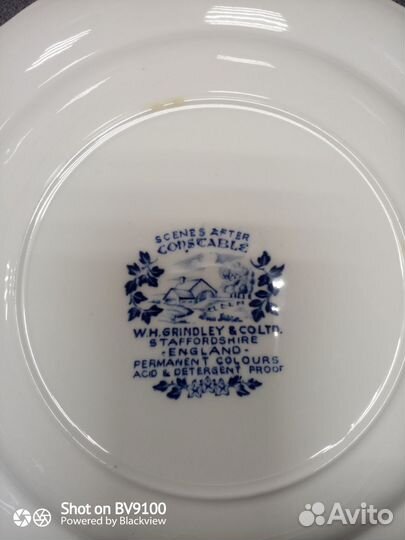 SCENES AFTER
CONSTABLE
W.H. GRINDLEY & CO LTD.
STAFFORDSHIRE
·ENGLAND·
PERMANENT COLOURS
ACID & DETERGENT PROOF
Shot on BV9100
Powered by Blackview
Avito